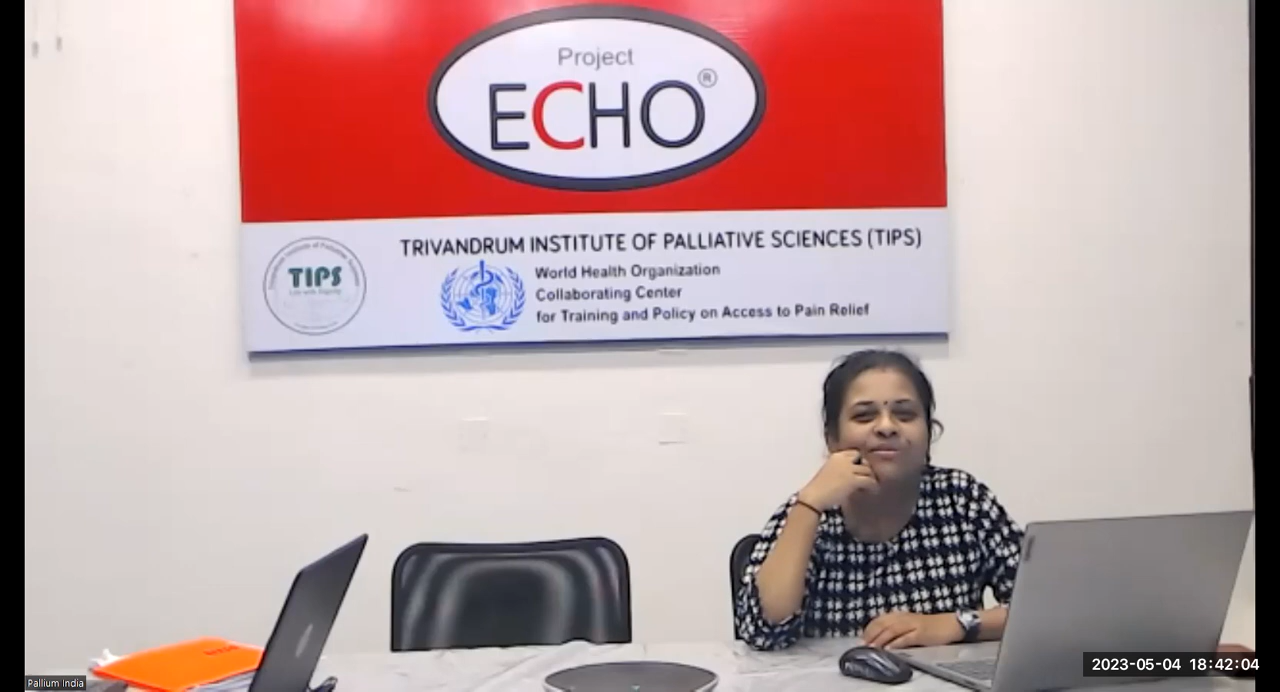 Project
ECHO®
TRIVANDRUM INSTITUTE OF PALLIATIVE SCIENCES (TIPS)
TIPS
World Health Organization
Collaborating Center
for Training and Policy on Access to Pain Relief
Pallium India
2023-05-04 18:42:04